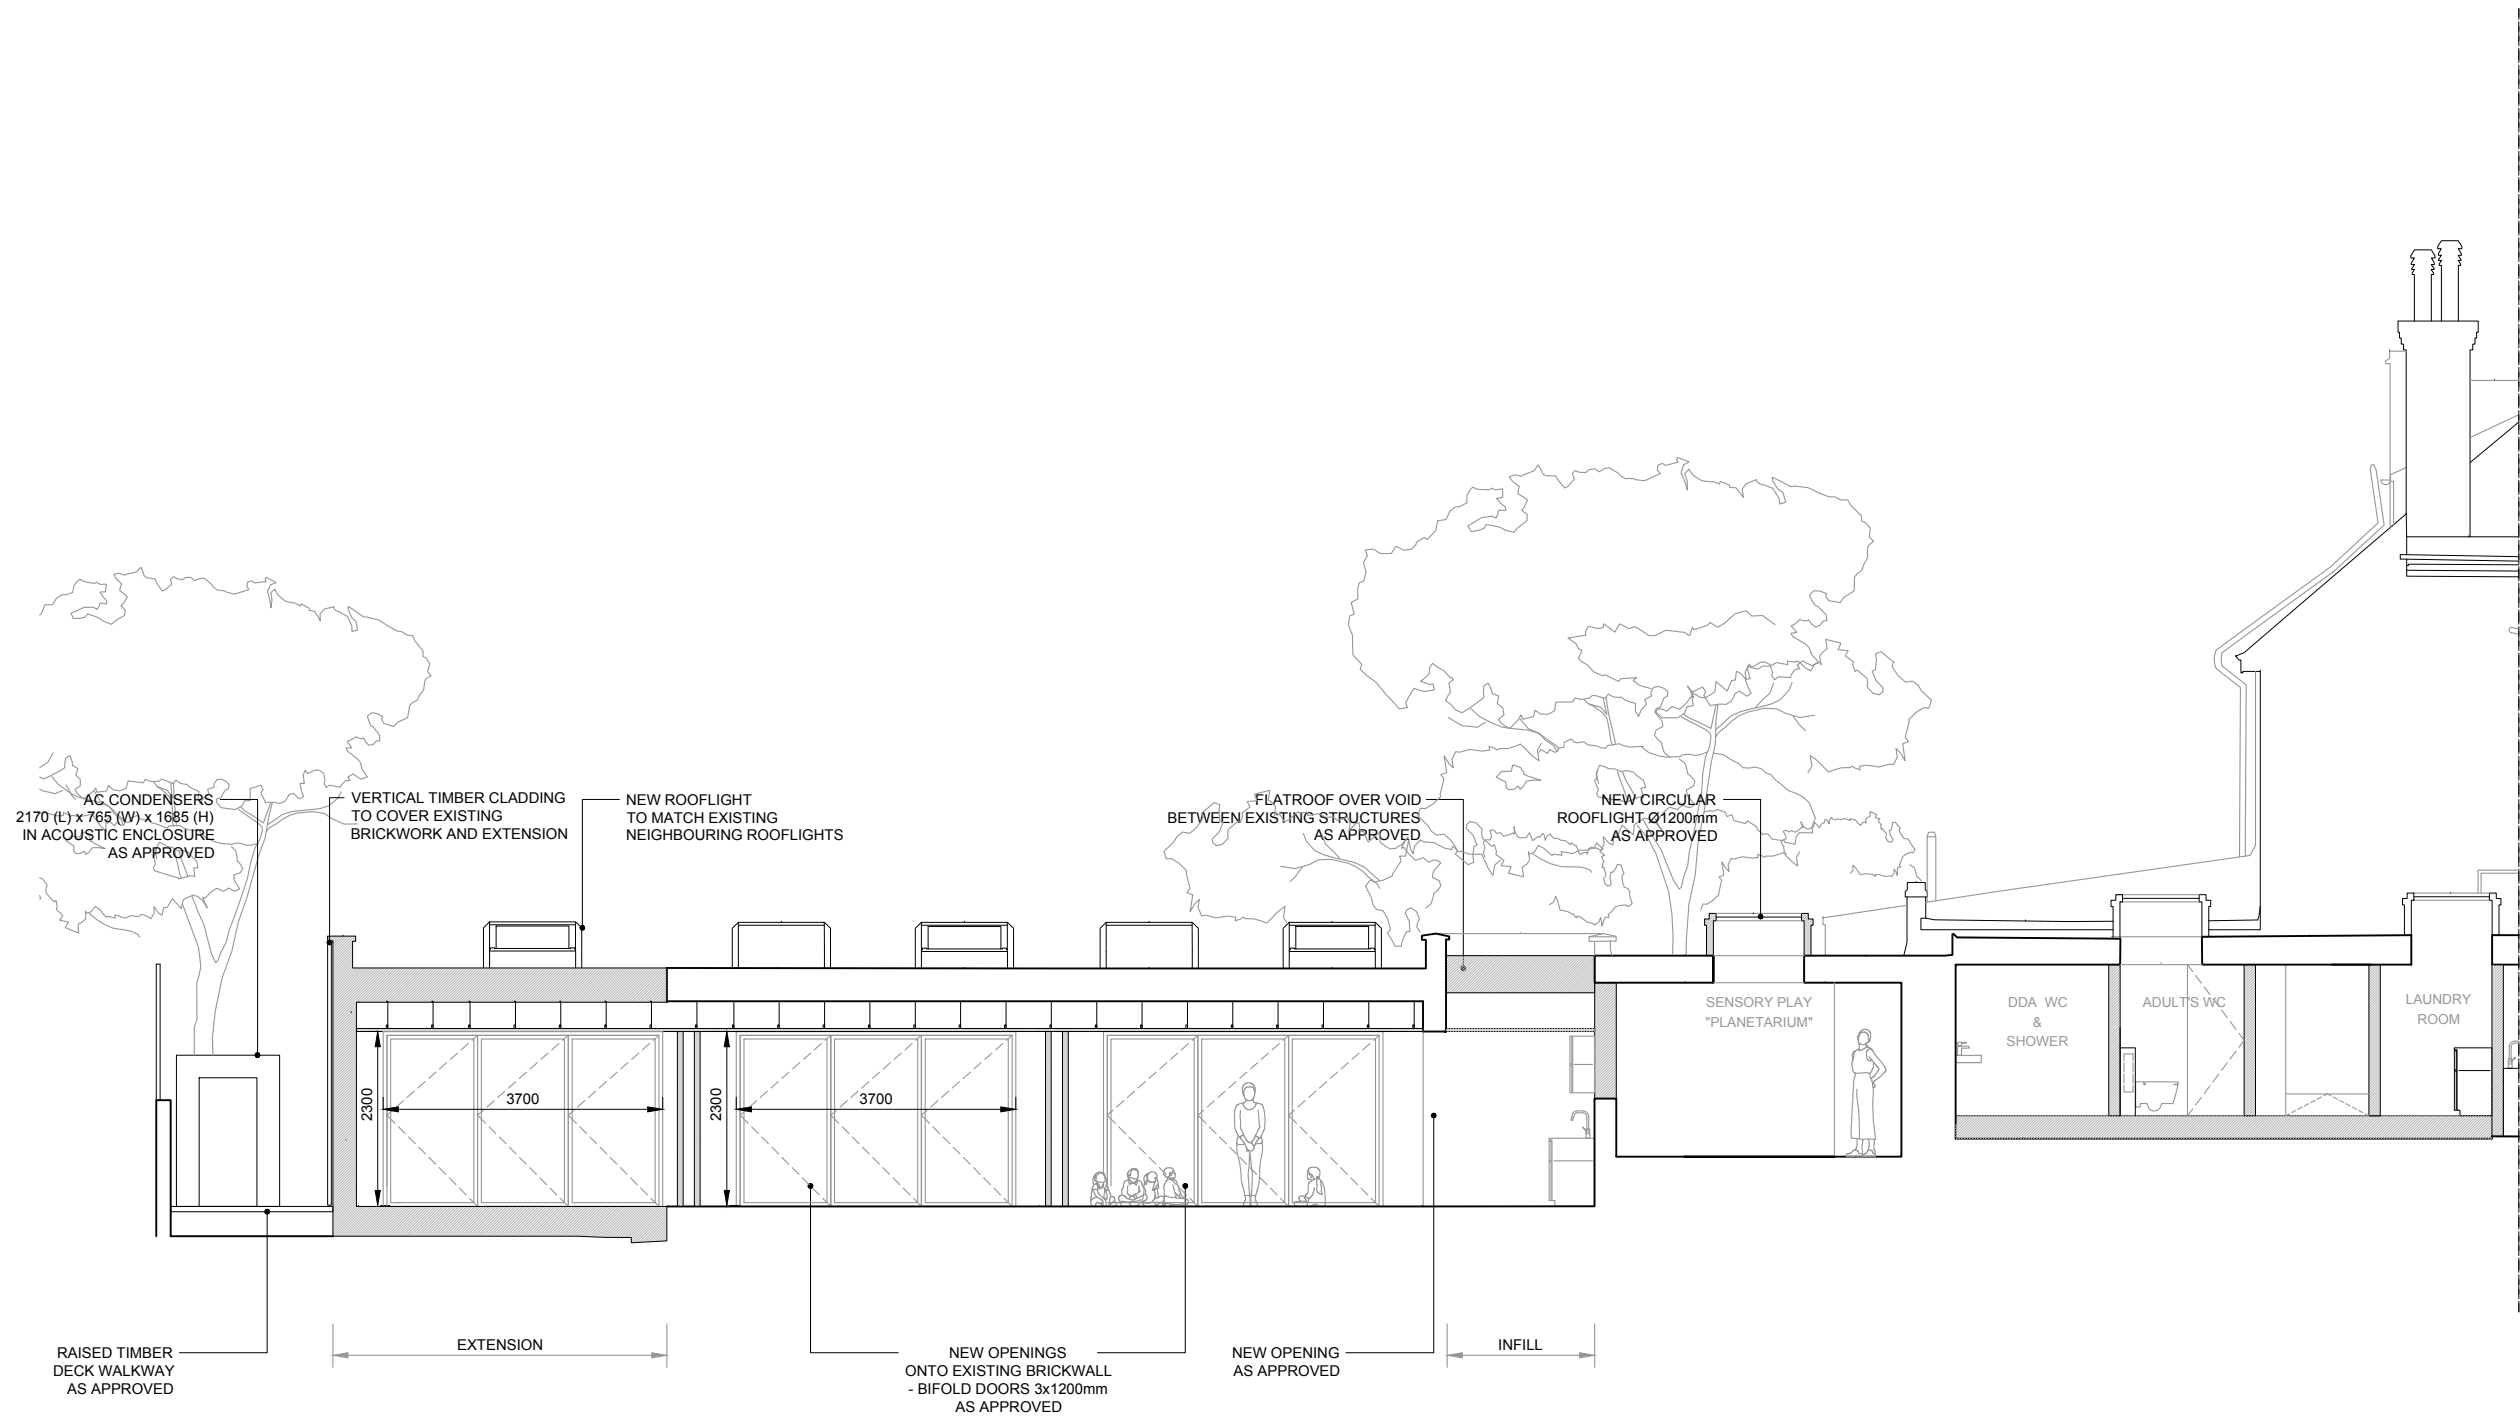 AC CONDENSERS
2170 (L) x 765 (W) x 1685 (H)
IN ACOUSTIC ENCLOSURE
AS APPROVED
VERTICAL TIMBER CLADDING
TO COVER EXISTING
BRICKWORK AND EXTENSION
NEW ROOFLIGHT
TO MATCH EXISTING
NEIGHBOURING ROOFLIGHTS
FLATROOF OVER VOID
BETWEEN EXISTING STRUCTURES
AS APPROVED
NEW CIRCULAR
ROOFLIGHT Ø1200mm
AS APPROVED
SENSORY PLAY
"PLANETARIUM"
DDA WC
&
SHOWER
ADULT'S WC
LAUNDRY
ROOM
2300
3700
2300
3700
RAISED TIMBER
DECK WALKWAY
AS APPROVED
EXTENSION
NEW OPENINGS
ONTO EXISTING BRICKWALL
- BIFOLD DOORS 3x1200mm
AS APPROVED
NEW OPENING
AS APPROVED
INFILL